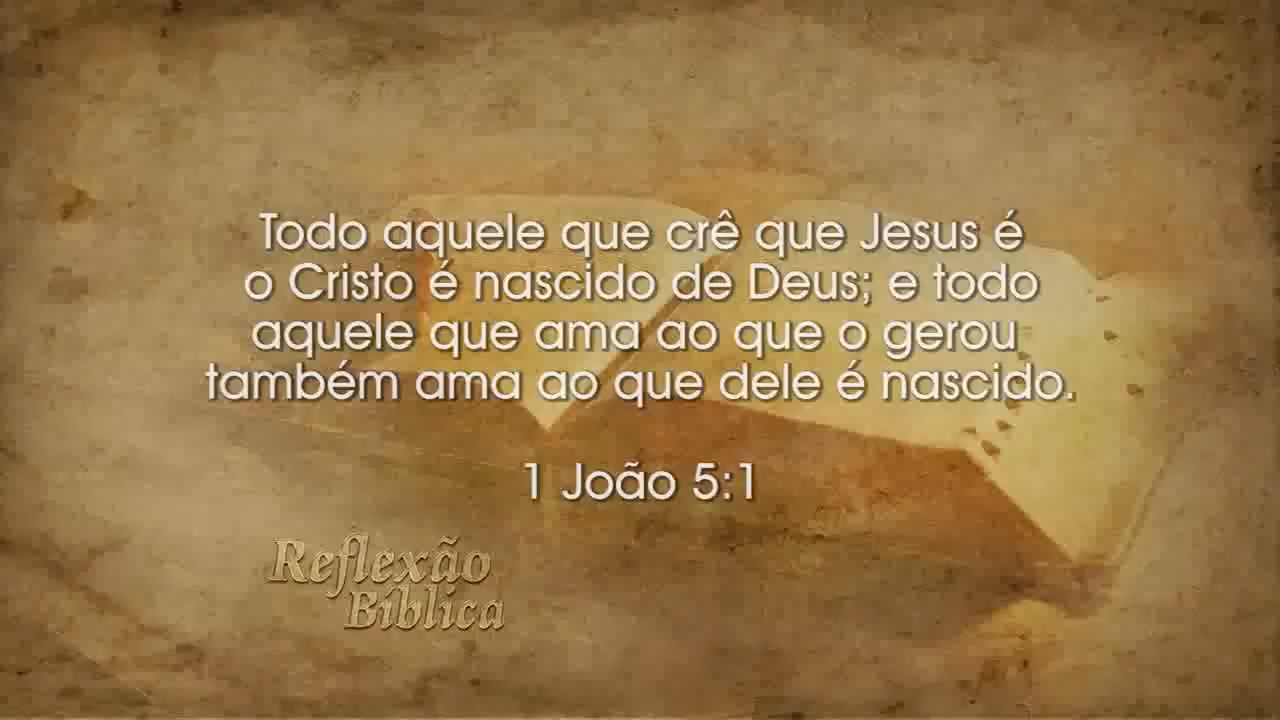 Todo aquele que crê que Jesus é
o Cristo é nascido de Deus; e todo
aquele que ama ao que o gerou
também ama ao que dele é nascido.
1 João 5:1
Reflexão
Bíblica